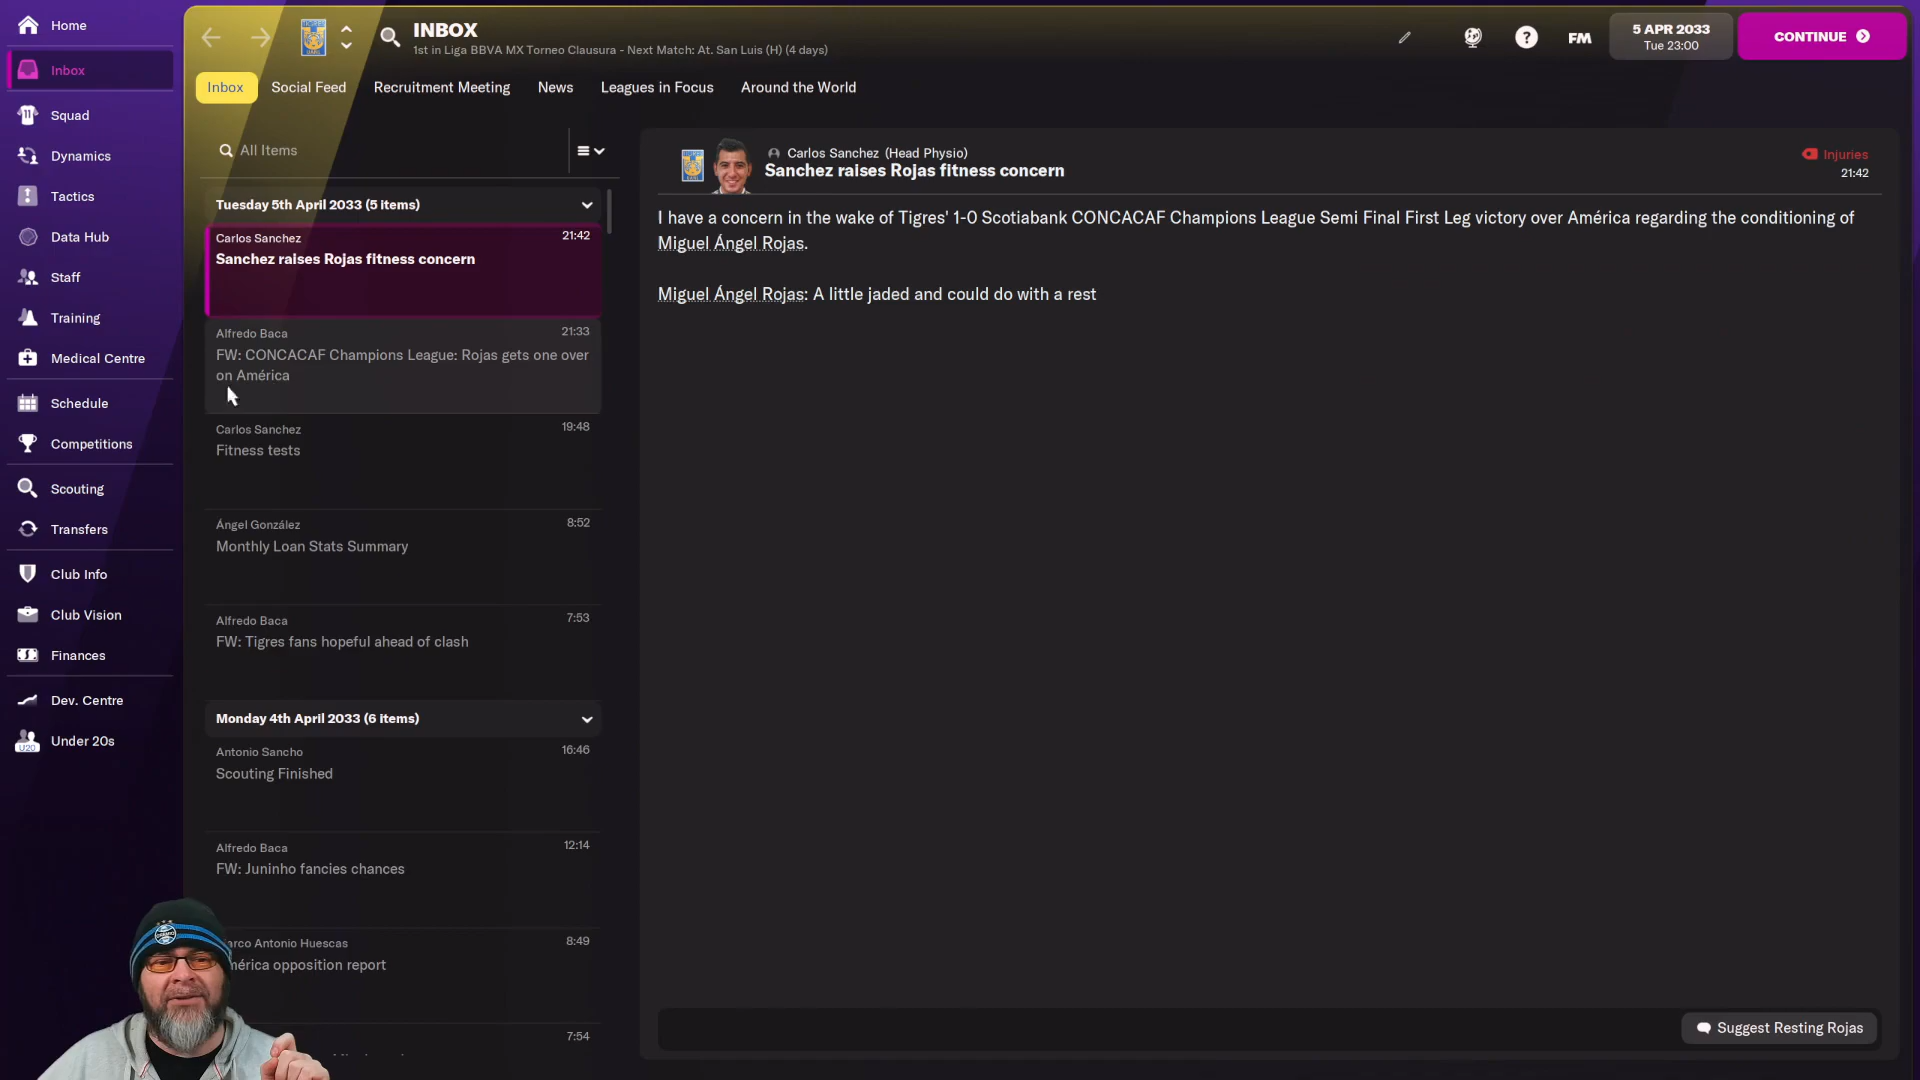 Home
Inbox
Squad
Dynamics
Tactics
Data Hub
Staff
Training
Medical Centre
Schedule
Competitions
Scouting
Transfers
Club Info
Club Vision
Finances
Dev. Centre
U20
Under 20s
INBOX
1st in Liga BBVA MX Torneo Clausura - Next Match: At. San Luis (H) (4 days)
FM
5 APR 2033
Tue 23:00
CONTINUE
Inbox
Social Feed
Recruitment Meeting
News
Leagues in Focus
Around the World
All Items
Tuesday 5th April 2033 (5 items)
Carlos Sanchez
21:42
Sanchez raises Rojas fitness concern
Alfredo Baca
21:33
FW: CONCACAF Champions League: Rojas gets one over
on América
Carlos Sanchez
19:48
Fitness tests
Ángel González
8:52
Monthly Loan Stats Summary
Alfredo Baca
7:53
FW: Tigres fans hopeful ahead of clash
Monday 4th April 2033 (6 items)
Antonio Sancho
16:46
Scouting Finished
Alfredo Baca
12:14
FW: Juninho fancies chances
arco Antonio Huescas
8:49
mérica opposition report
7:54
Carlos Sanchez (Head Physio)
Sanchez raises Rojas fitness concern
Injuries
21:42
I have a concern in the wake of Tigres' 1-0 Scotiabank CONCACAF Champions League Semi Final First Leg victory over América regarding the conditioning of
Miguel Ángel Rojas.
Miguel Ángel Rojas: A little jaded and could do with a rest
Suggest Resting Rojas